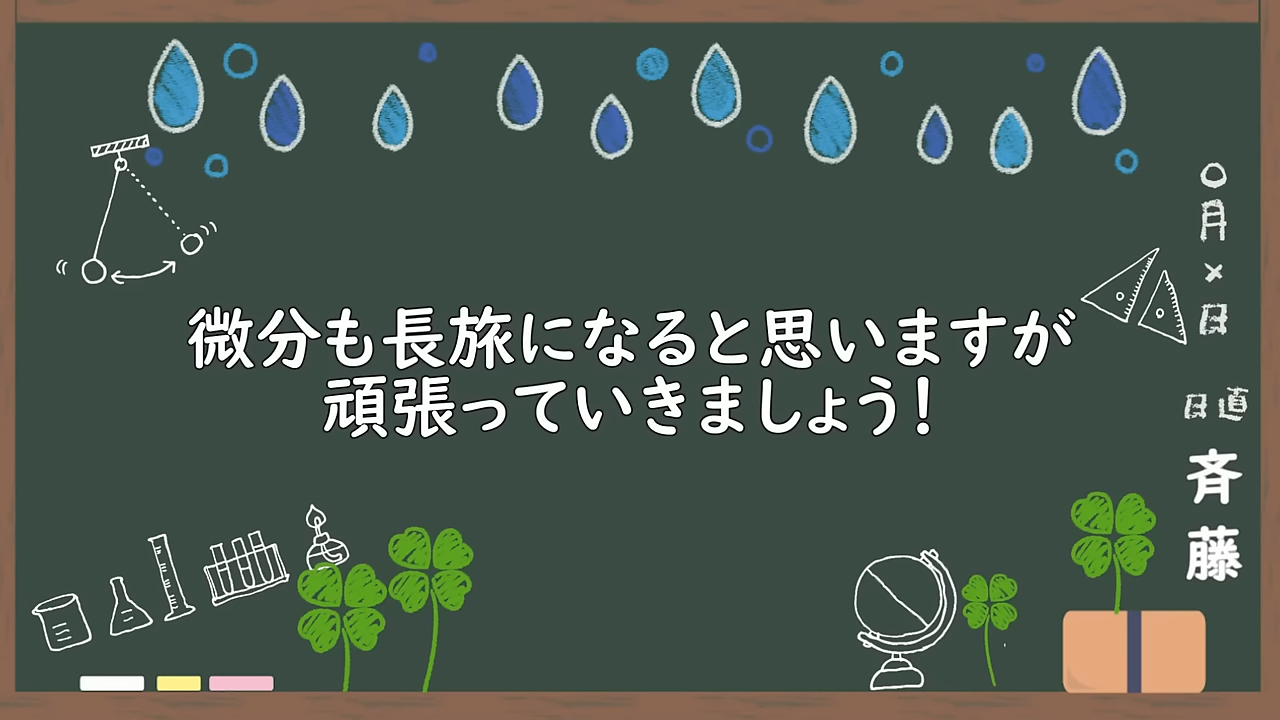 微分も長旅になると思いますが
頑張っていきましょう!
〇月×日
日直
斉藤